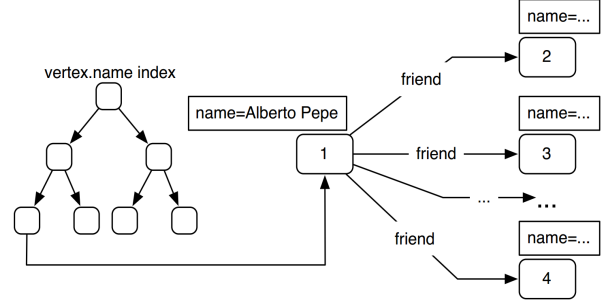 name=...
2
vertex.name index
friend
name=Alberto Pepe
name=...
1
friend
3
...
...
friend
name=...
4